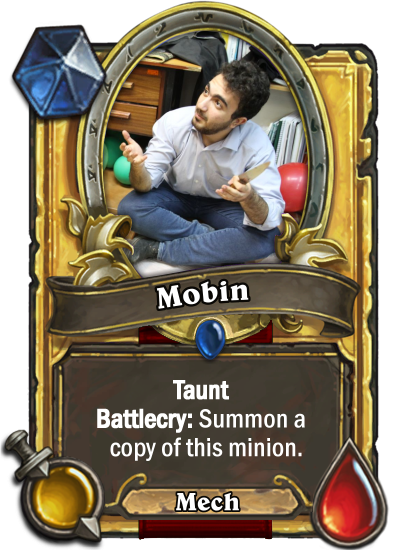 Mobin
Taunt
Battlecry: Summon a
copy of this minion.
Mech